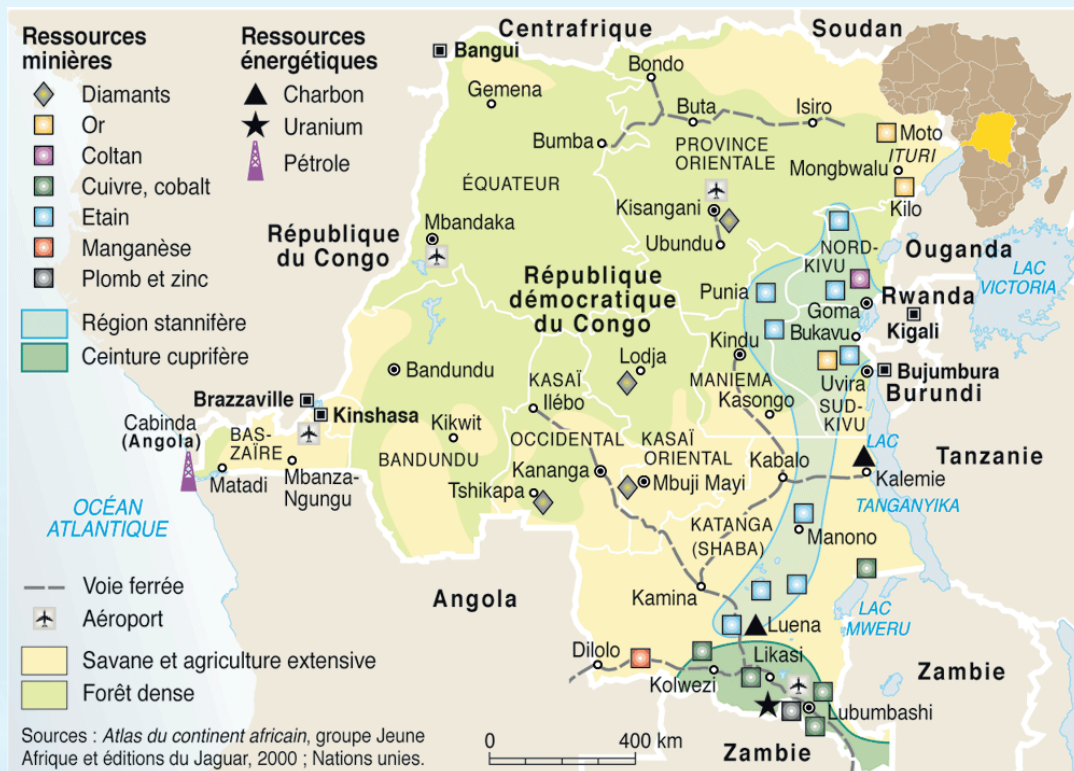 Ressources
minières
Diamants
Or
Coltan
Cuivre, cobalt
Etain
Manganèse
Plomb et zinc
Région stannifère
Ceinture cuprifère
Ressources
énergétiques
Charbon
Uranium
Pétrole
Centrafrique
Soudan
Bangui
Bondo
Gemena
Buta
Isiro
Bumba
Moto
PROVINCE
ORIENTALE
ITURI
Mongbwalu
ÉQUATEUR
Kisangani
Kilo
Mbandaka
Ubundu
République
du Congo
NORD-
KIVU
Ouganda
LAC
VICTORIA
République
démocratique
du Congo
Punia
Rwanda
Goma
Kigali
Bukavu
Kindu
Lodja
Bandundu
KASAÏ
OCCIDENTAL
Ilébo
MANIEMA
Kasongo
Uvira
Bujumbura
Burundi
SUD-
KIVU
Brazzaville
Kinshasa
Cabinda
(Angola)
BAS-
ZAÏRE
Kikwit
BANDUNDU
KASAÏ
ORIENTAL
Kananga
Mbuji Mayi
Kabalo
LAC
TANGANYIKA
Tanzanie
Kalemie
Matadi
Mbanza-
Ngungu
Tshikapa
OCÉAN
ATLANTIQUE
KATANGA
(SHABA)
Manono
Voie ferrée
Aéroport
Savane et agriculture extensive
Forêt dense
Angola
Kamina
LAC
MWERU
Luena
Dilolo
Likasi
Kolwezi
Zambie
Lubumbashi
Zambie
0
400 km
Sources : Atlas du continent africain, groupe Jeune
Afrique et éditions du Jaguar, 2000 ; Nations unies.